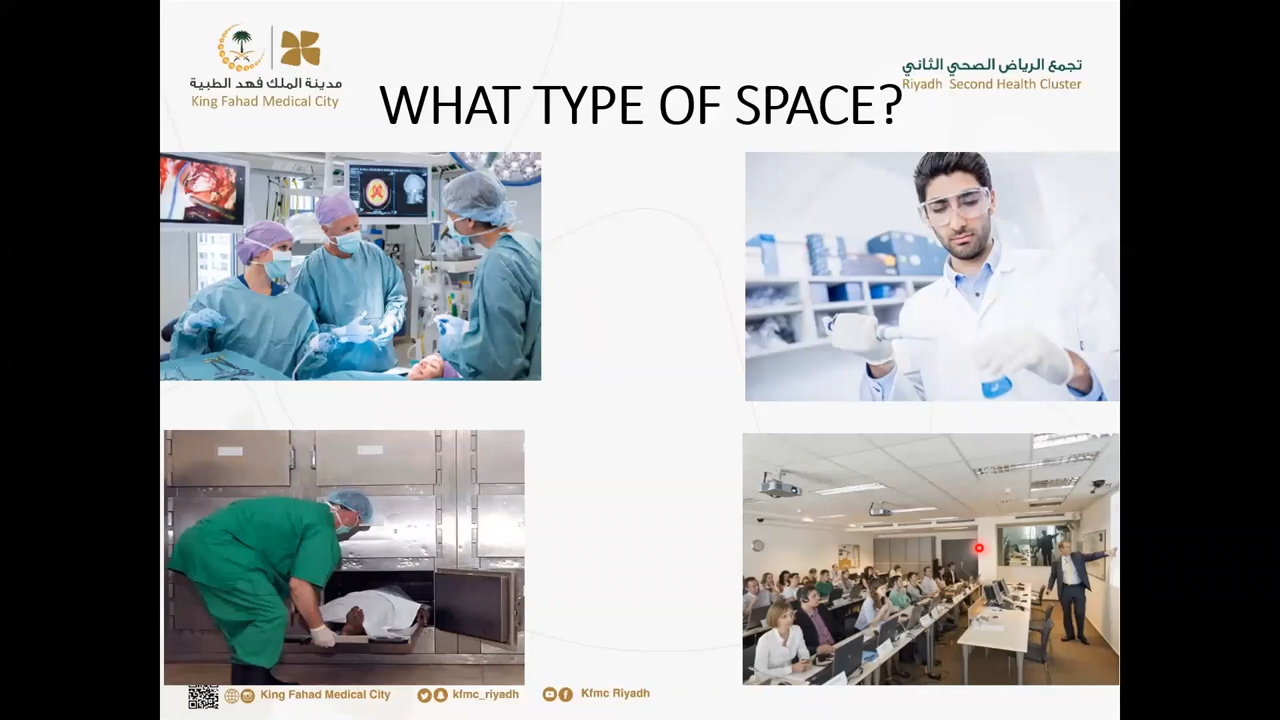 مدينة الملك فهد الطبية
King Fahad Medical City
تجمع الرياض الصحي الثاني
Riyadh Second Health Cluster
WHAT TYPE OF SPACE?
King Fahad Medical City
kfmc_riyadh
Kfmc Riyadh